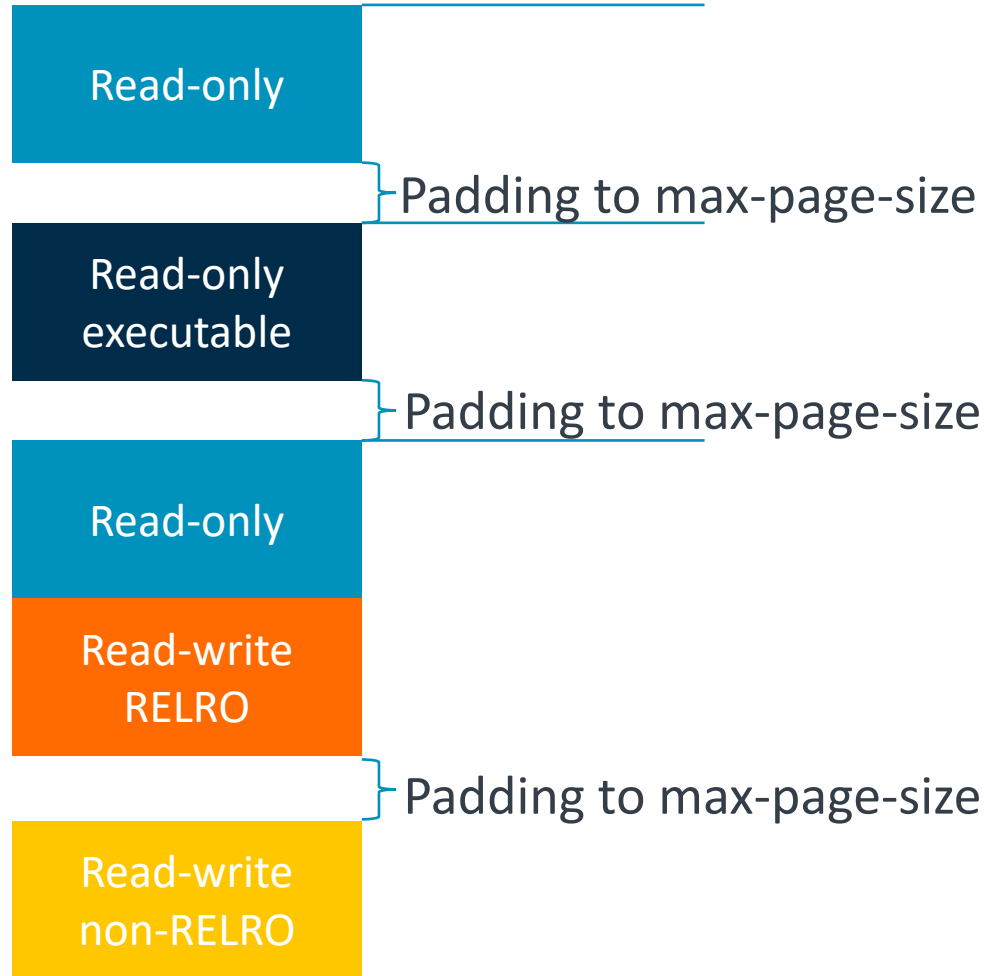 Read-only
Padding to max-page-size
Read-only
executable
Padding to max-page-size
Read-only
Read-write
RELRO
Padding to max-page-size
Read-write
non-RELRO